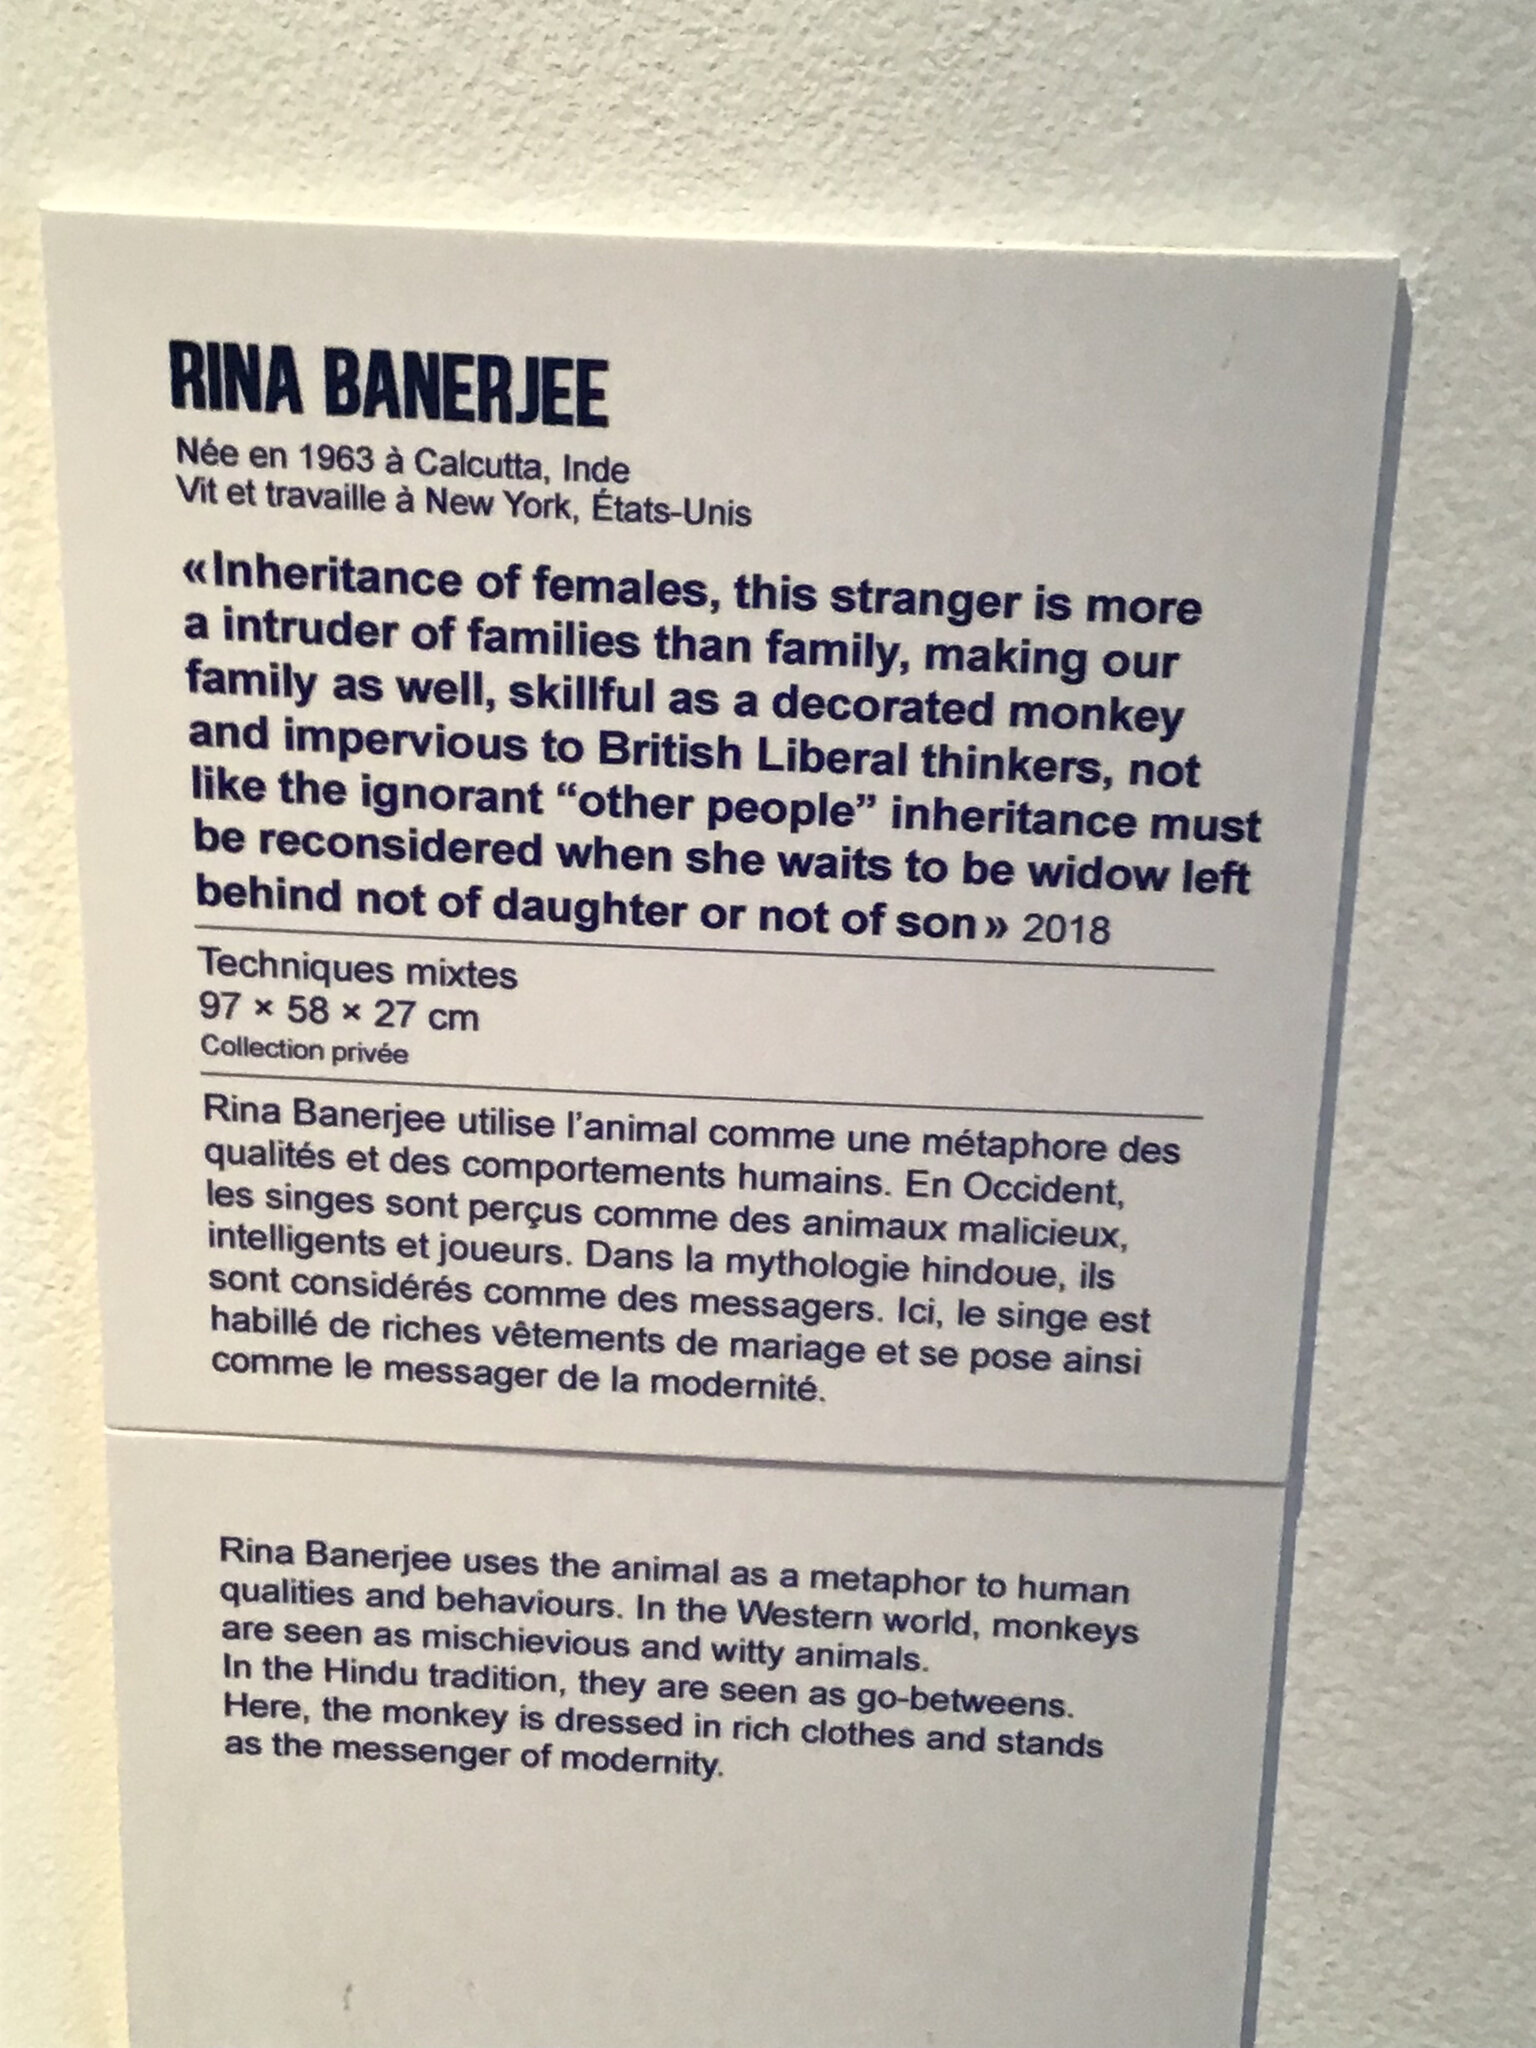 RINA BANERJEE
Née en 1963 à Calcutta, Inde
Vit et travaille à New York, États-Unis
«Inheritance of females, this stranger is more
a intruder of families than family, making our
family as well, skillful as a decorated monkey
and impervious to British Liberal thinkers, not
like the ignorant “other people” inheritance must
be reconsidered when she waits to be widow left
behind not of daughter or not of son» 2018
Techniques mixtes
97 × 58 × 27 cm
Collection privée
Rina Banerjee utilise l’animal comme une métaphore des
qualités et des comportements humains. En Occident,
les singes sont perçus comme des animaux malicieux,
intelligents et joueurs. Dans la mythologie hindoue, ils
sont considérés comme des messagers. Ici, le singe est
habillé de riches vêtements de mariage et se pose ainsi
comme le messager de la modernité.
Rina Banerjee uses the animal as a metaphor to human
qualities and behaviours. In the Western world, monkeys
are seen as mischievious and witty animals.
In the Hindu tradition, they are seen as go-betweens.
Here, the monkey is dressed in rich clothes and stands
as the messenger of modernity.